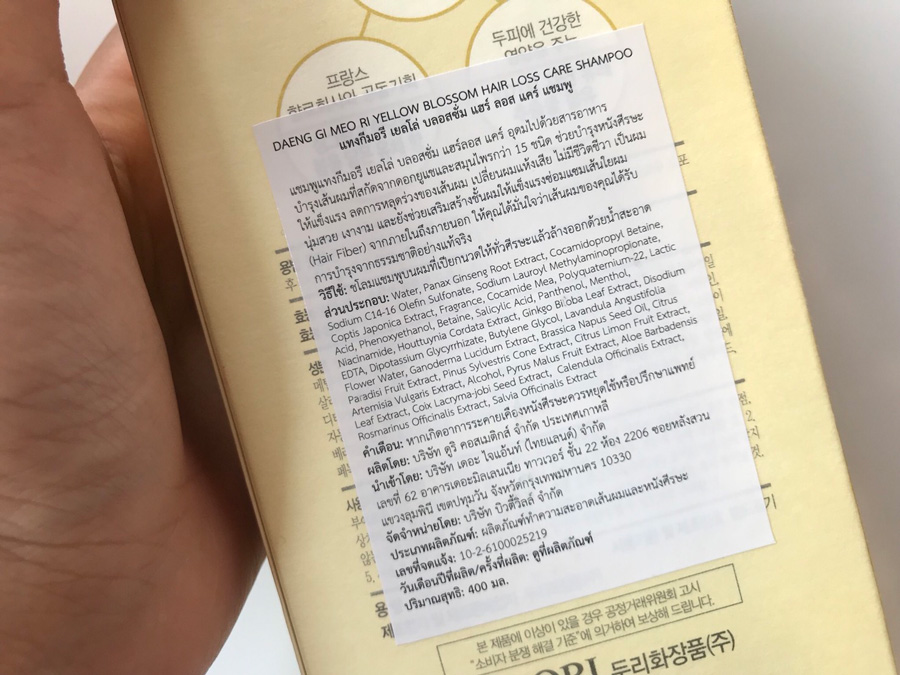 프랑스
두피에 건강한
영양을 주는
DAENG GI MEO RI YELLOW BLOSSOM HAIR LOSS CARE SHAMPOO
แทงกีมอรี เยลโล่ บลอสซั่ม แฮร์ ลอส แคร์ แชมพู
แชมพูแทงกีมอรี เยลโล่ บลอสซั่ม แฮร์ลอส แคร์ อุดมไปด้วยสารอาหาร
บำรุงเส้นผมที่สกัดจากดอกยูแชและสมุนไพรกว่า 15 ชนิด ช่วยบำรุงหนังศีรษะ
ให้แข็งแรง ลดการหลุดร่วงของเส้นผม เปลี่ยนผมแห้งเสีย ไม่มีชีวิตชีวา เป็นผม
นุ่มสวย เงางาม และยังช่วยเสริมสร้างชั้นผมให้แข็งแรงซ่อมแซมเส้นใยผม
(Hair Fiber) จากภายในถึงภายนอก ให้คุณได้มั่นใจว่าเส้นผมของคุณได้รับ
การบำรุงจากธรรมชาติอย่างแท้จริง
วิธีใช้: ชโลมแชมพูบนผมที่เปียกนวดให้ทั่วศีรษะแล้วล้างออกด้วยน้ำสะอาด
ส่วนประกอบ: Water, Panax Ginseng Root Extract, Cocamidopropyl Betaine,
Sodium C14-16 Olefin Sulfonate, Sodium Lauroyl Methylaminopropionate,
Coptis Japonica Extract, Fragrance, Cocamide Mea, Polyquaternium-22, Lactic
Acid, Phenoxyethanol, Betaine, Salicylic Acid, Panthenol, Menthol,
Niacinamide, Houttuynia Cordata Extract, Ginkgo Biloba Leaf Extract, Disodium
EDTA, Dipotassium Glycyrrhizate, Butylene Glycol, Lavandula Angustifolia
Flower Water, Ganoderma Lucidum Extract, Brassica Napus Seed Oil, Citrus
Paradisi Fruit Extract, Pinus Sylvestris Cone Extract, Citrus Limon Fruit Extract,
Artemisia Vulgaris Extract, Alcohol, Pyrus Malus Fruit Extract, Aloe Barbadensis
Leaf Extract, Coix Lacryma-jobi Seed Extract, Calendula Officinalis Extract,
Rosmarinus Officinalis Extract, Salvia Officinalis Extract
คำเตือน: หากเกิดอาการระคายเคืองหนังศีรษะควรหยุดใช้หรือปรึกษาแพทย์
ผลิตโดย: บริษัท ดูริ คอสเมติกส์ จำกัด ประเทศเกาหลี
นำเข้าโดย: บริษัท เดอะ ไจแอ้นท์ (ไทยแลนด์) จำกัด
เลขที่ 62 อาคารเดอะมิลเลนเนีย ทาวเวอร์ ชั้น 22 ห้อง 2206 ซอยหลังสวน
แขวงลุมพินี เขตปทุมวัน จังหวัดกรุงเทพมหานคร 10330
จัดจำหน่ายโดย: บริษัท บิวตี้วิลล์ จำกัด
ประเภทผลิตภัณฑ์: ผลิตภัณฑ์ทำความสะอาดเส้นผมและหนังศีรษะ
เลขที่จดแจ้ง: 10-2-6100025219
วันเดือนปีที่ผลิต/ครั้งที่ผลิต: ดูที่ผลิตภัณฑ์
ปริมาณสุทธิ: 400 มล.
본 제품에 이상이 있을 경우 공정거래위원회 고시
"소비자 분쟁 해결 기준"에 의거하여 보상해 드립니다.
두리화장품(주)